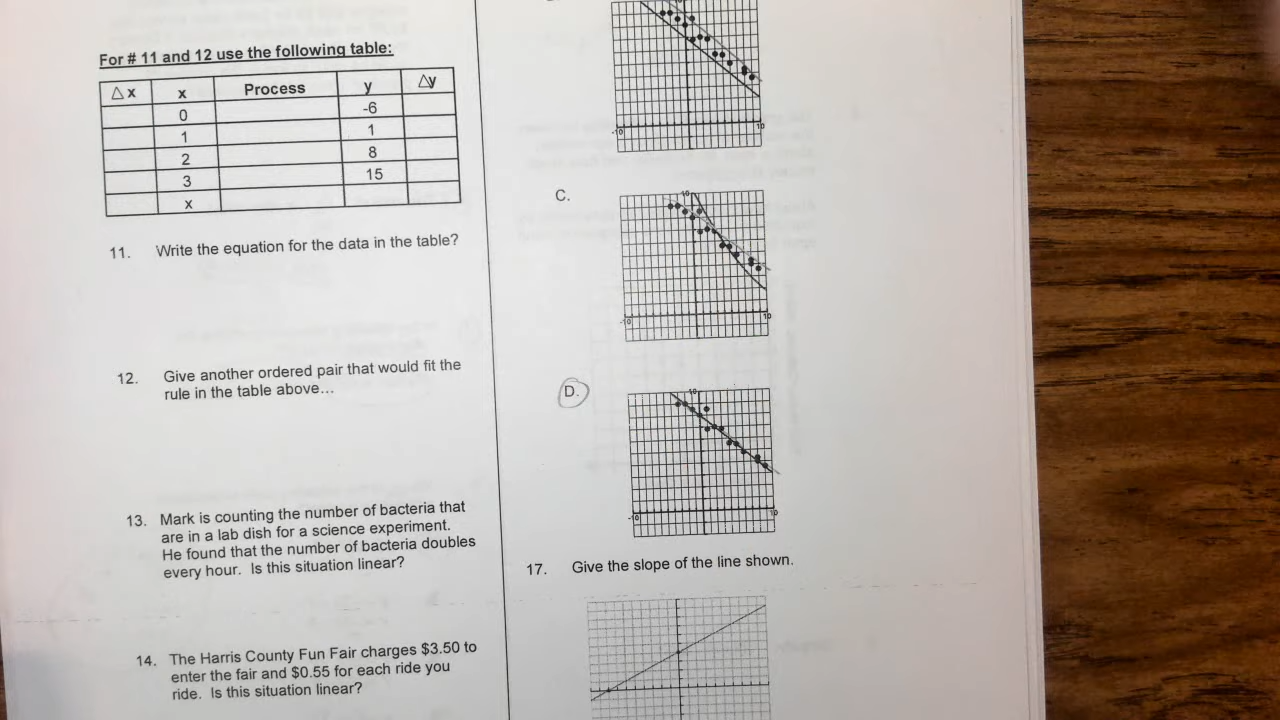 For # 11 and 12 use the following table:
△x x Process y △y
0 -6
1 1
2 8
3 15
x
11. Write the equation for the data in the table?
12. Give another ordered pair that would fit the
rule in the table above…
13. Mark is counting the number of bacteria that
are in a lab dish for a science experiment.
He found that the number of bacteria doubles
every hour. Is this situation linear?
14. The Harris County Fun Fair charges $3.50 to
enter the fair and $0.55 for each ride you
ride. Is this situation linear?
-10 10
C.
10
-10 10
D.
10
-10 10
17. Give the slope of the line shown.